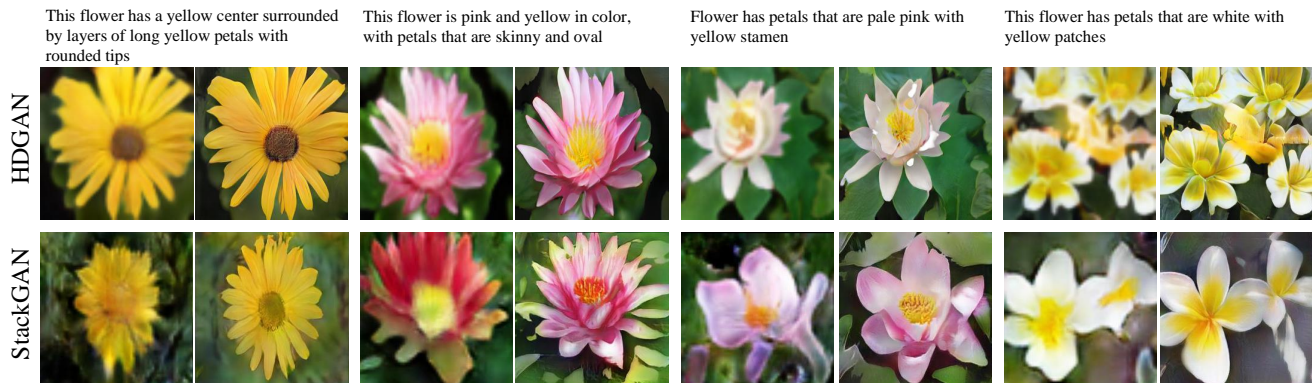 This flower has a yellow center surrounded
by layers of long yellow petals with
rounded tips
This flower is pink and yellow in color,
with petals that are skinny and oval
Flower has petals that are pale pink with
yellow stamen
This flower has petals that are white with
yellow patches
HDGAN
StackGAN